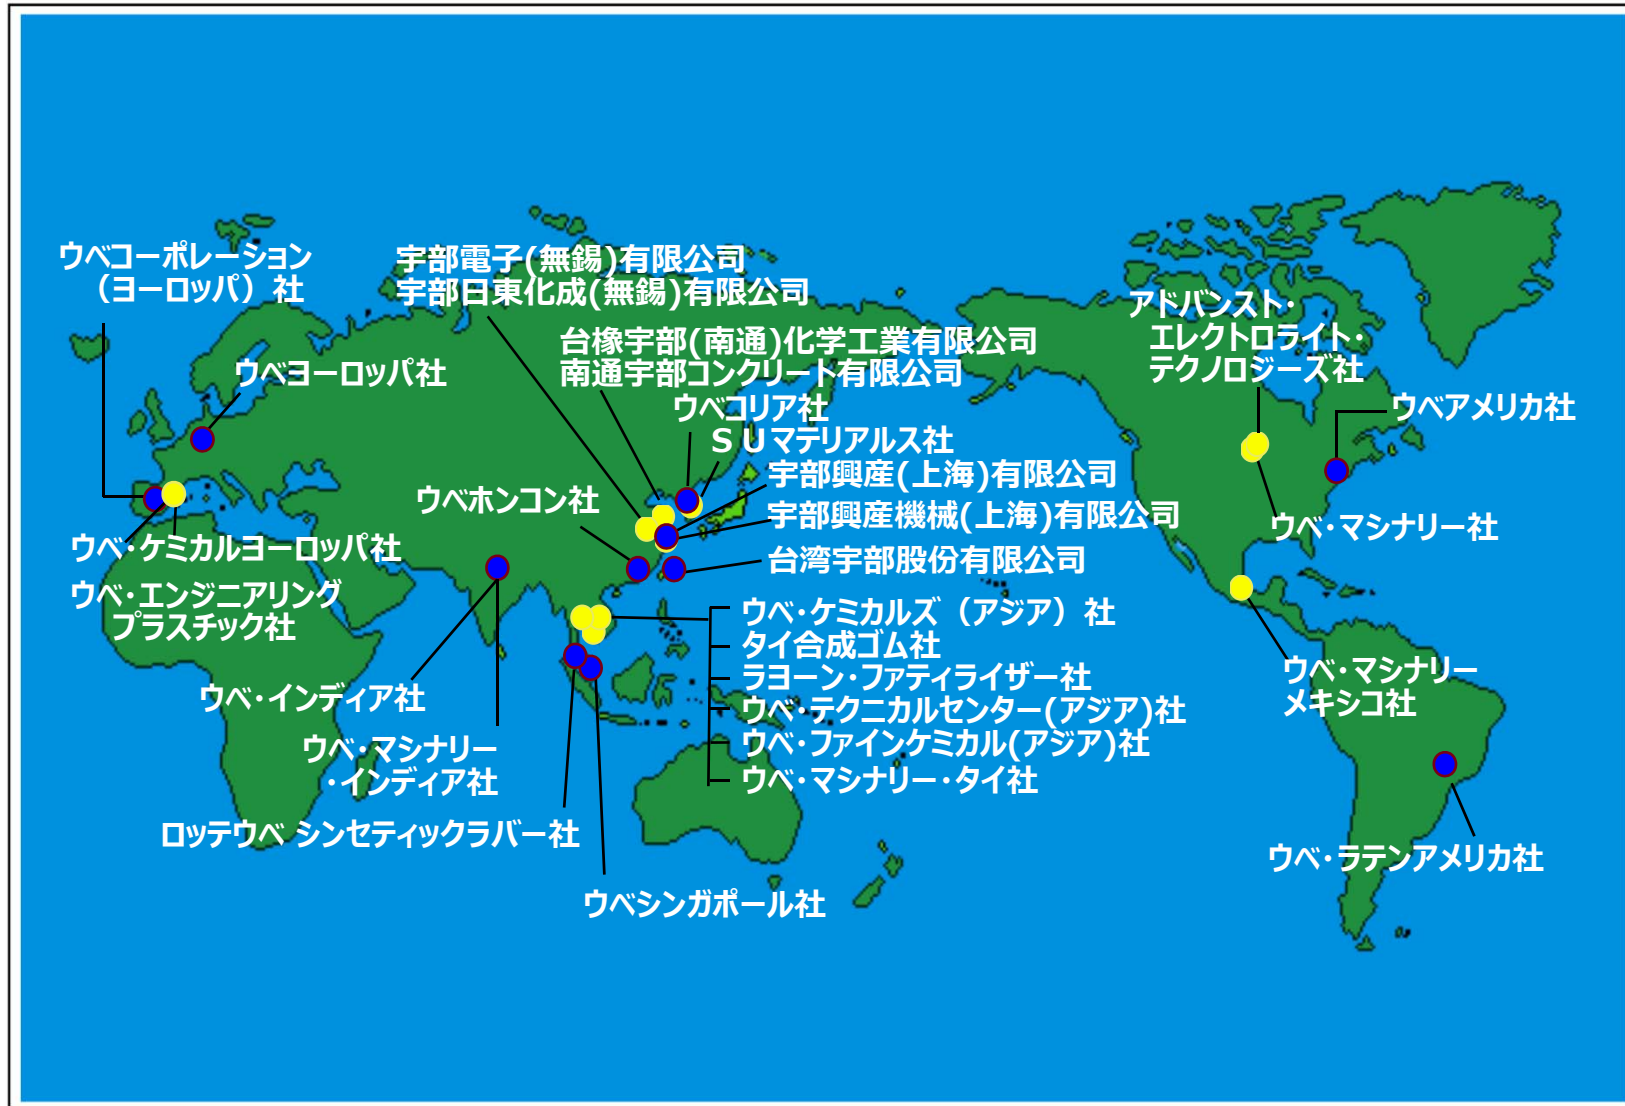 ウベコーポレーション
（ヨーロッパ）社
宇部電子(無錫)有限公司
宇部日東化成(無錫)有限公司
台橡宇部(南通)化学工業有限公司
南通宇部コンクリート有限公司
アドバンスト・
エレクトロライト・
テクノロジーズ社
ウベヨーロッパ社
ウベコリア社
ＳＵマテリアルス社
ウベアメリカ社
宇部興産(上海)有限公司
ウベホンコン社
宇部興産機械(上海)有限公司
ウベ・マシナリー社
ウベ・ケミカルヨーロッパ社
台湾宇部股份有限公司
ウベ・エンジニアリング
プラスチック社
ウベ・ケミカルズ（アジア）社
タイ合成ゴム社
ラヨーン・ファティライザー社
ウベ・テクニカルセンター(アジア)社
ウベ・ファインケミカル(アジア)社
ウベ・マシナリー・タイ社
ウベ・マシナリー
メキシコ社
ウベ・インディア社
ウベ・マシナリー
・インディア社
ロッテウベ シンセティックラバー社
ウベシンガポール社
ウベ・ラテンアメリカ社